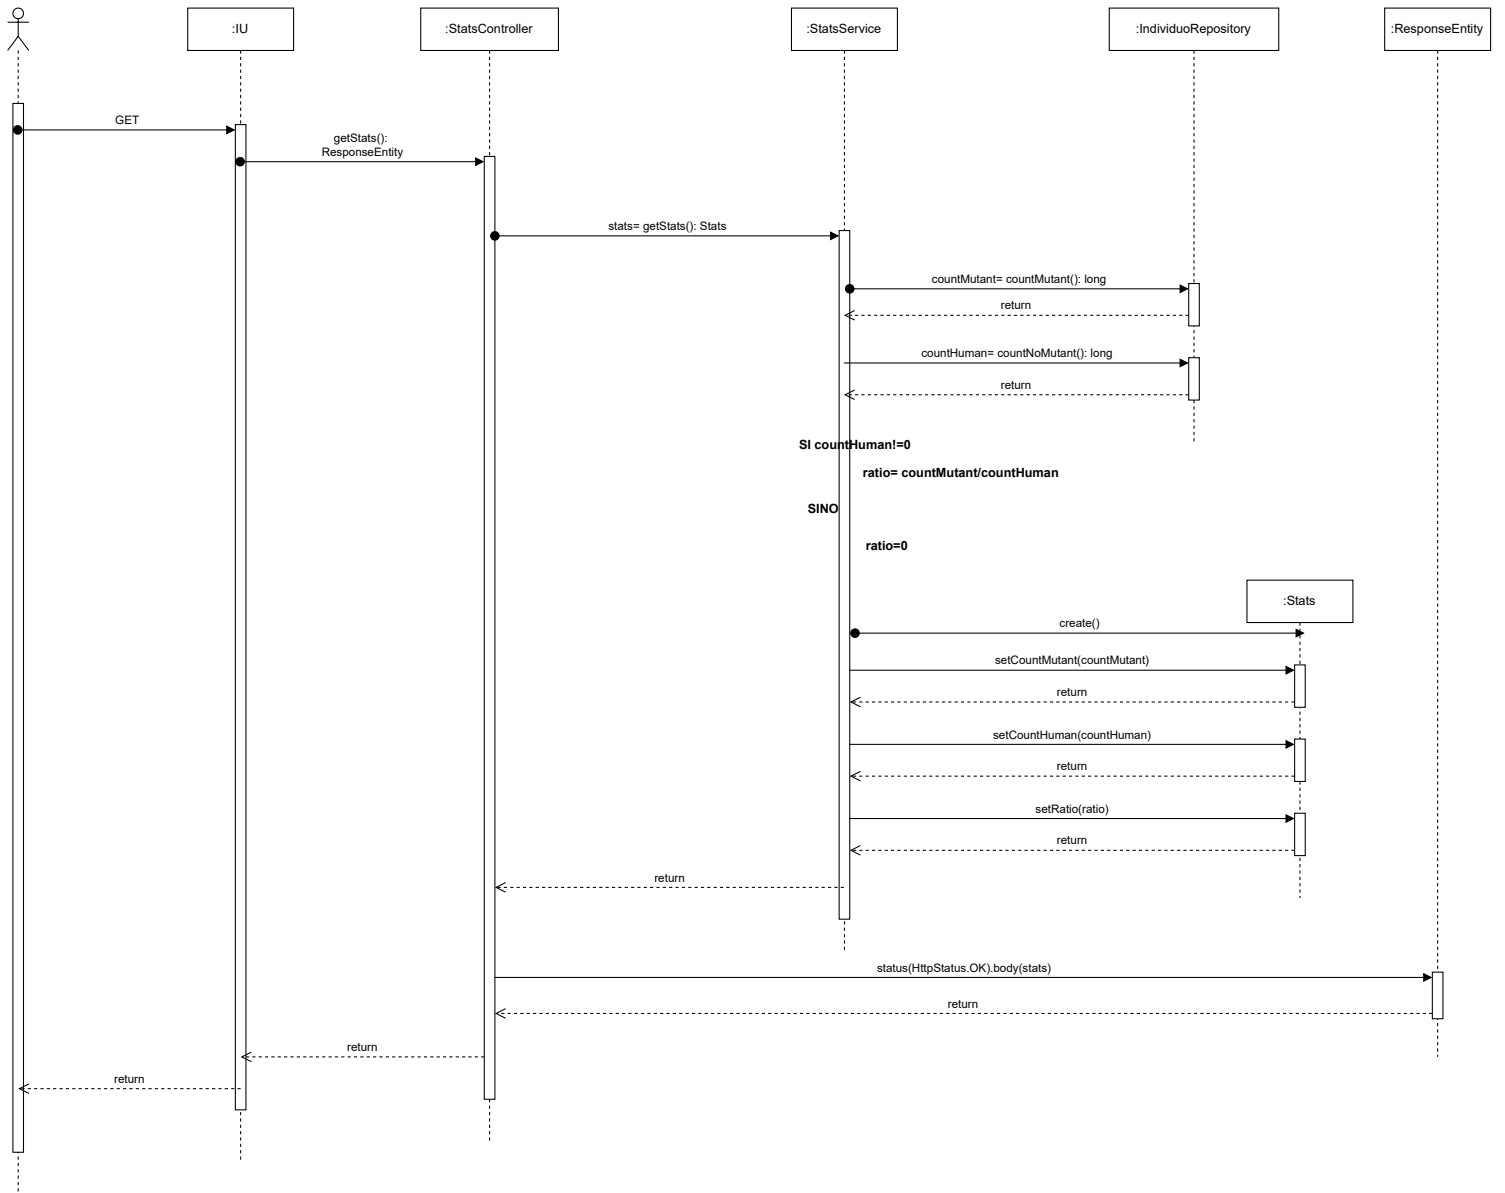 :IU
:StatsController
:StatsService
:IndividuoRepository
:ResponseEntity
GET
getStats():
ResponseEntity
stats= getStats(): Stats
countMutant= countMutant(): long
return
countHuman= countNoMutant(): long
return
SI countHuman!=0
ratio= countMutant/countHuman
SINO
ratio=0
:Stats
create()
setCountMutant(countMutant)
return
setCountHuman(countHuman)
return
setRatio(ratio)
return
return
status(HttpStatus.OK).body(stats)
return
return
return